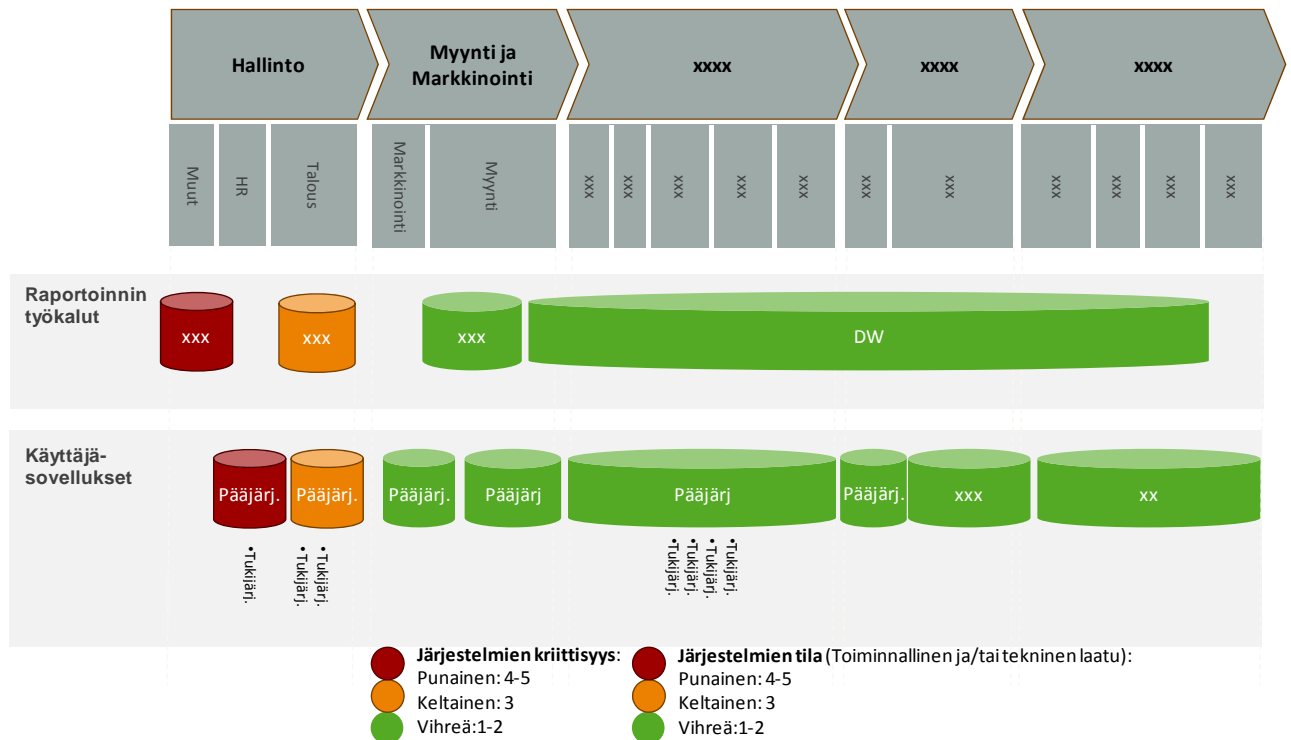 Hallinto
Myynti ja
Markkinointi
xxxx
xxxx
xxxx
Muut
HR
Talous
Markkinointi
Myynti
xxx
xxx
xxx
xxx
xxx
xxx
xxx
xxx
xxx
xxx
xxx
Raportoinnin
työkalut
xxx
xxx
xxx
DW
Käyttäjä-
sovellukset
Pääjärj.
Pääjärj.
Pääjärj.
Pääjärj
Pääjärj
Pääjärj.
xxx
xx
•Tukijärj.
•Tukijärj.
•Tukijärj.
•Tukijärj.
•Tukijärj.
•Tukijärj.
•Tukijärj.
Järjestelmien kriittisyys:
Punainen: 4-5
Keltainen: 3
Vihreä:1-2
Järjestelmien tila (Toiminnallinen ja/tai tekninen laatu):
Punainen: 4-5
Keltainen: 3
Vihreä:1-2